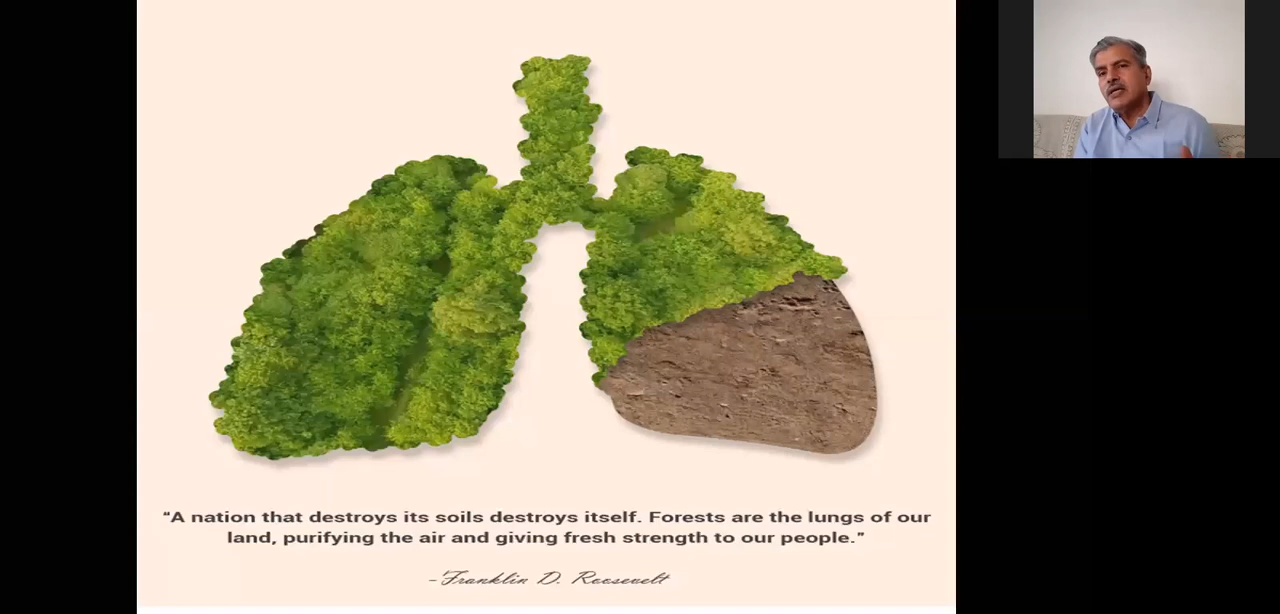 “A nation that destroys its soils destroys itself. Forests are the lungs of our
land, purifying the air and giving fresh strength to our people.”
-Franklin D. Roosevelt